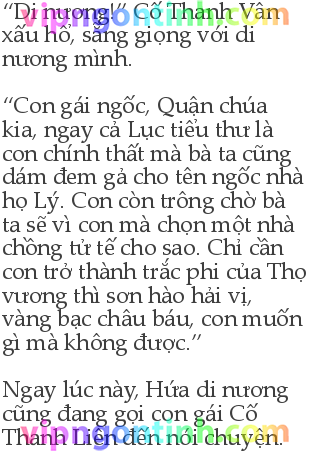 “Di nương!” Cố Thanh Vân
xấu hổ, sẵng giọng với di
nương mình.
“Con gái ngốc, Quận chúa
kia, ngay cả Lục tiểu thư là
con chính thất mà bà ta cũng
dám đem gả cho tên ngốc nhà
họ Lý. Con còn trông chờ bà
ta sẽ vì con mà chọn một nhà
chồng tử tế cho sao. Chỉ cần
con trở thành trắc phi của Thọ
vương thì sơn hào hải vị,
vàng bạc châu báu, con muốn
gì mà không được.”
Ngay lúc này, Hứa di nương
cũng đang gọi con gái Cố
Thanh Liên đến nói chuyện.
vipngontinh.com
vipngontinh.com